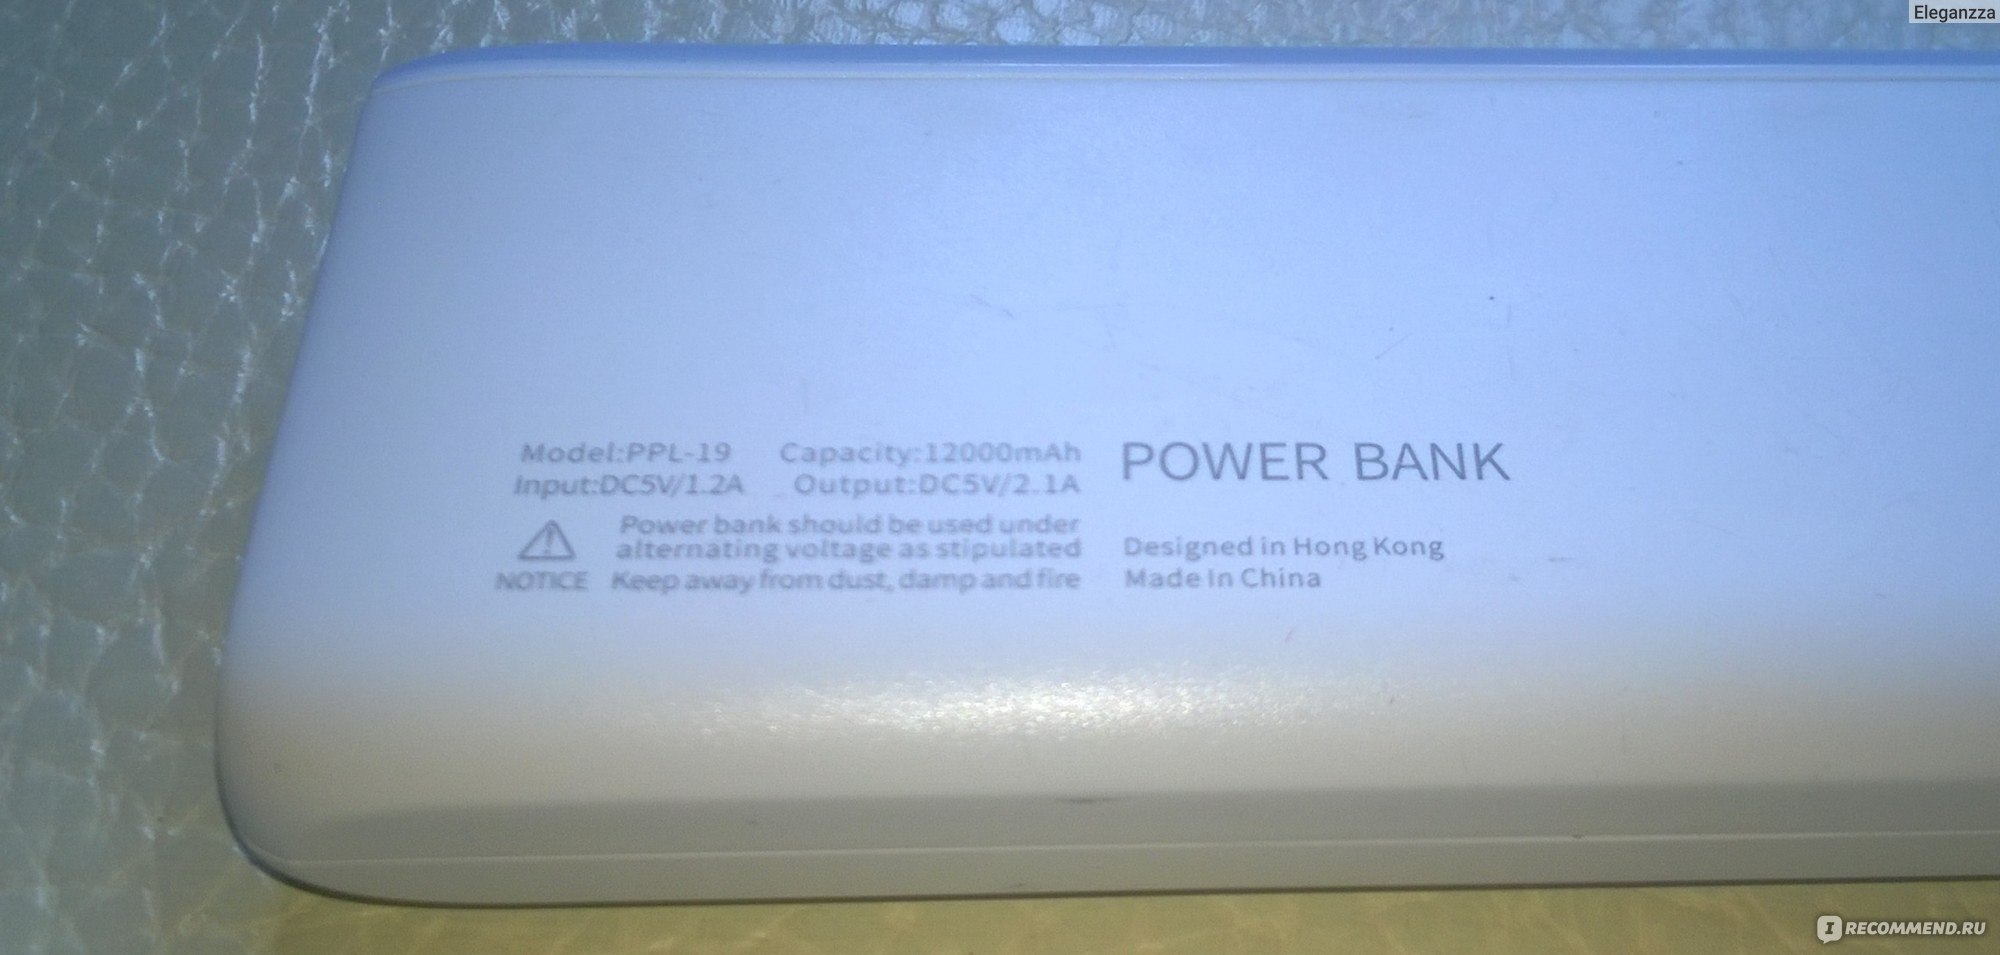 Eleganzza
Model:PPL-19 Capacity:12000mAh
Input:DC5V/1.2A Output:DC5V/2.1A
Power bank should be used under
alternating voltage as stipulated
NOTICE Keep away from dust, damp and fire
POWER BANK
Designed in Hong Kong
Made In China
I RECOMMEND.RU